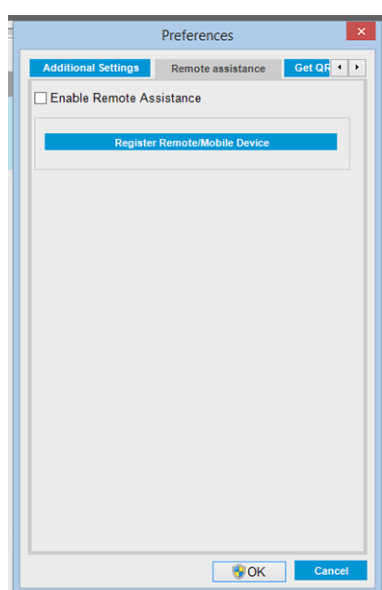 Preferences
Additional Settings Remote assistance Get QR
Enable Remote Assistance
Register Remote/Mobile Device
OK Cancel